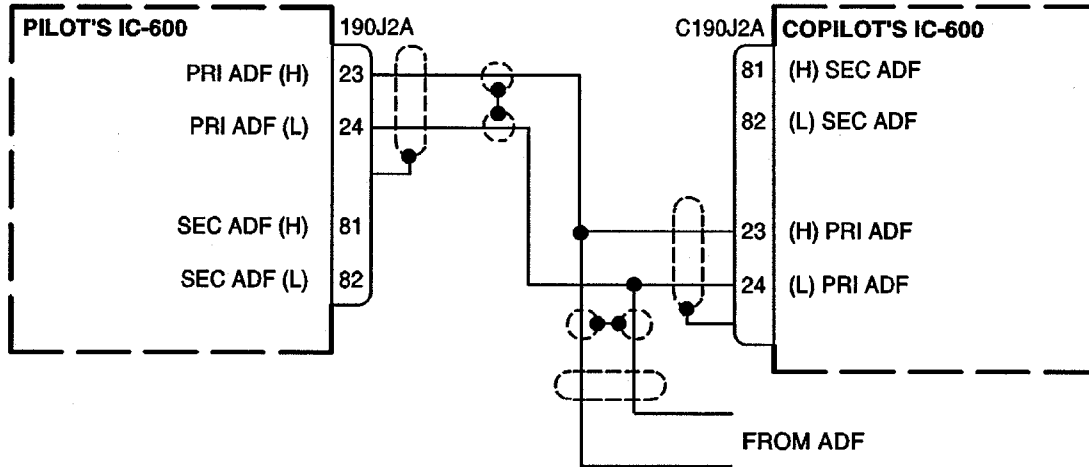 PILOT'S IC-600 190J2A C190J2A COPILOT'S IC-600
PRI ADF (H) 23 81 (H) SEC ADF
PRI ADF (L) 24 82 (L) SEC ADF
SEC ADF (H) 81 23 (H) PRI ADF
SEC ADF (L) 82 24 (L) PRI ADF
FROM ADF